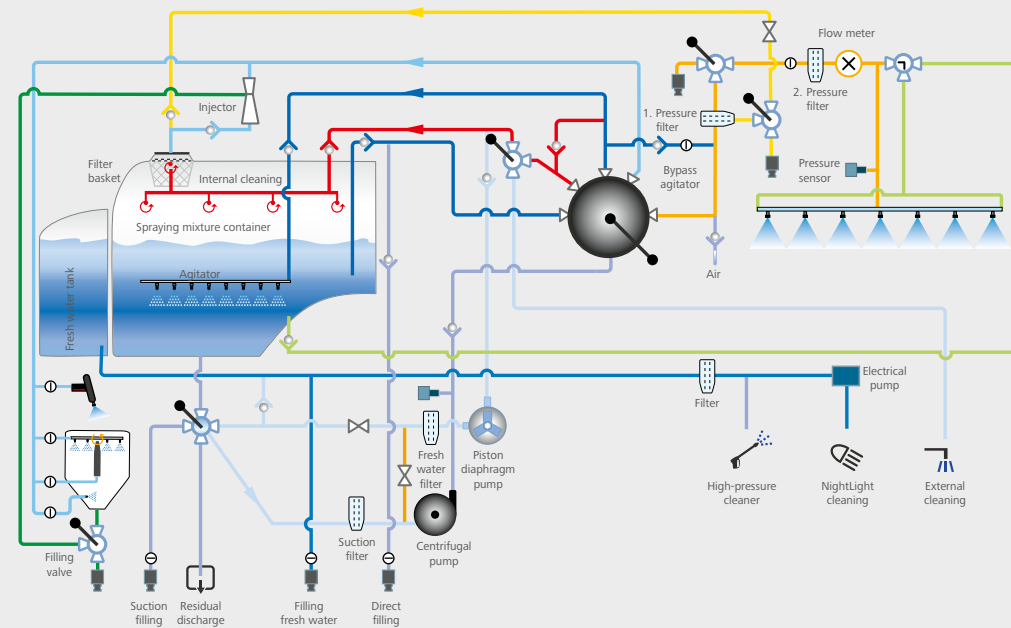 Flow meter
Injector
2. Pressure
filter
1. Pressure
filter
Filter
basket
Internal cleaning
Bypass
agitator
Pressure
sensor
Spraying mixture container
Air
Agitator
Fresh water tank
Electrical
pump
Filter
Fresh
water
filter
Piston
diaphragm
pump
High-pressure
cleaner
NightLight
cleaning
External
cleaning
Suction
filter
Centrifugal
pump
Filling
valve
Suction
filling
Residual
discharge
Filling
fresh water
Direct
filling